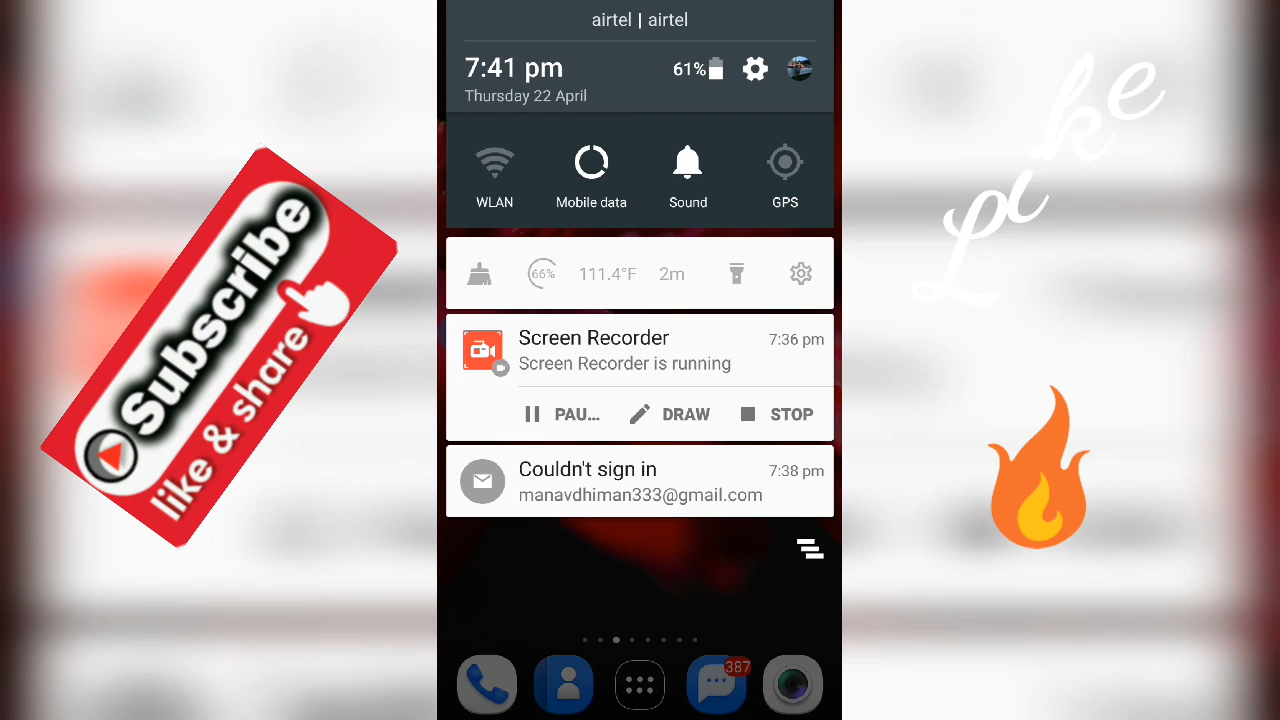 Subscribe
like & share
airtel | airtel
7:41 pm
61%
Thursday 22 April
WLAN
Mobile data
Sound
GPS
66%
111.4°F
2m
Screen Recorder
7:36 pm
Screen Recorder is running
PAU...
DRAW
STOP
Couldn't sign in
7:38 pm
manavdhiman333@gmail.com
387
Like